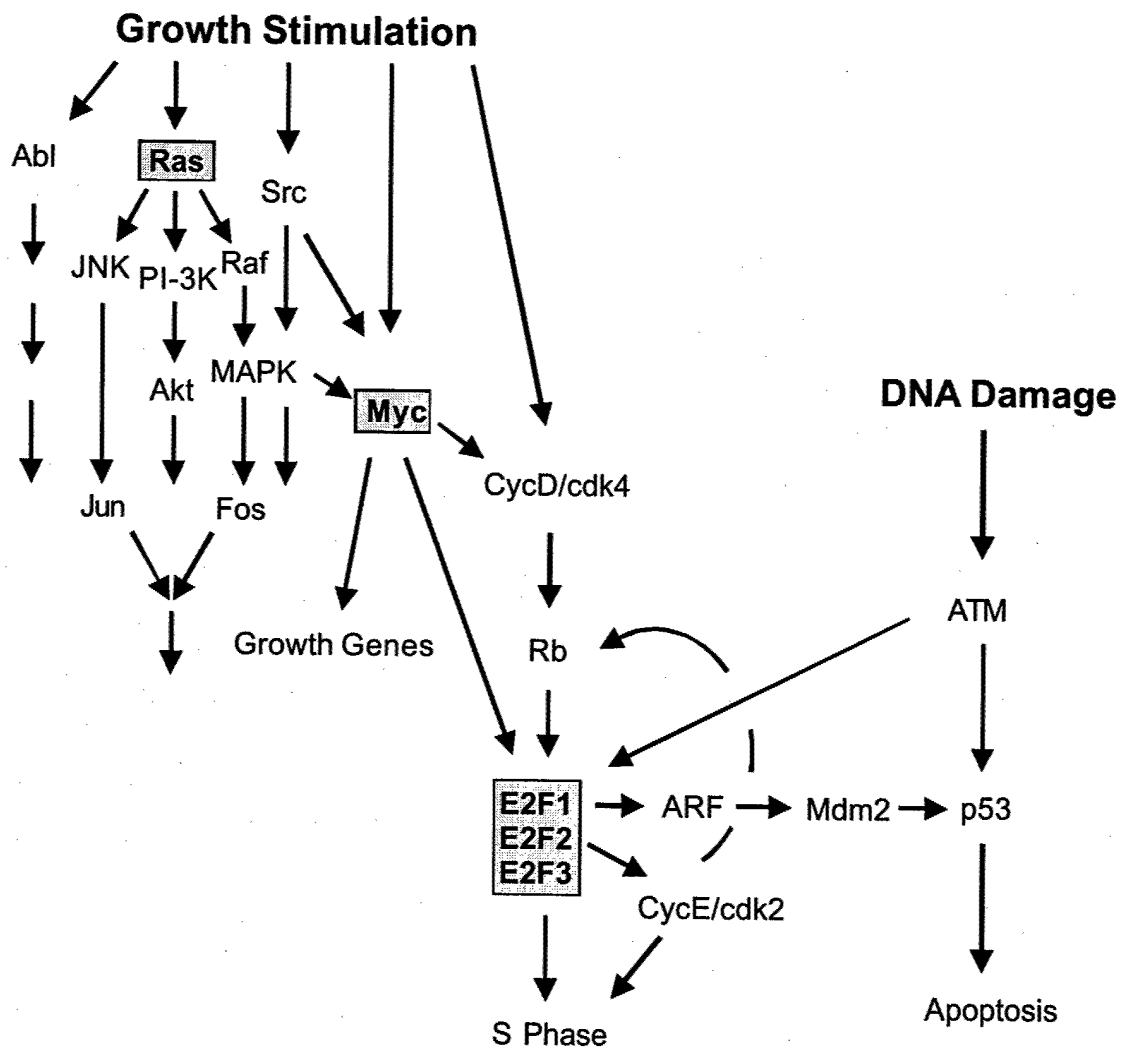 Growth Stimulation
Abl
Ras
Src
JNK
PI-3K
Raf
Akt
MAPK
Myc
DNA Damage
CycD/cdk4
Jun
Fos
ATM
Growth Genes
Rb
E2F1
E2F2
E2F3
ARF
Mdm2
p53
CycE/cdk2
S Phase
Apoptosis